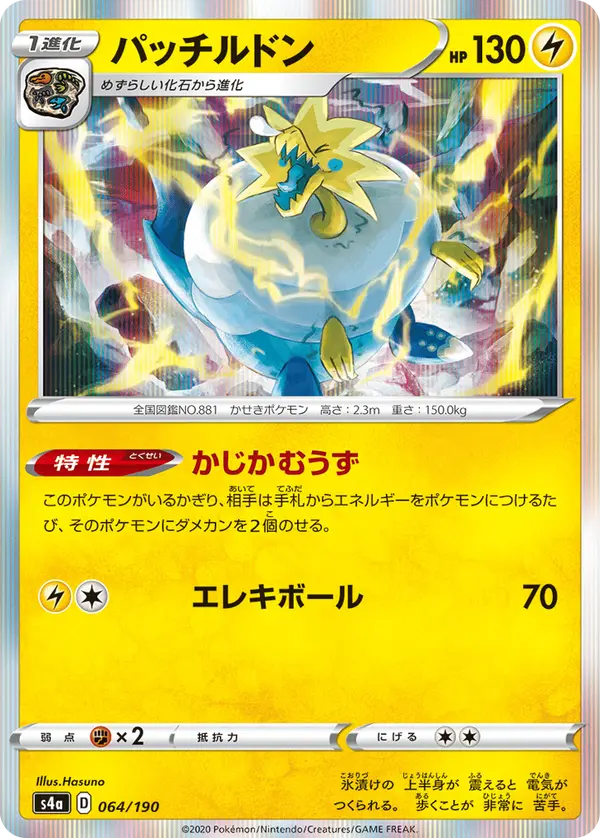 1進化
パッチルドン
HP 130
めずらしい化石から進化
全国図鑑NO.881 かせきポケモン 高さ:2.3m 重さ:150.0kg
特性 とくせい かじかむうず
このポケモンがいるかぎり、相手は手札からエネルギーをポケモンにつけるた
び、そのポケモンにダメカンを2個のせる。
エレキボール 70
弱点 ×2 抵抗力 にげる
Illus.Hasuno
s4a D 064/190
氷漬けの 上半身が 震えると 電気が
つくられる。 歩くことが 非常に 苦手。
©2020 Pokémon/Nintendo/Creatures/GAME FREAK.